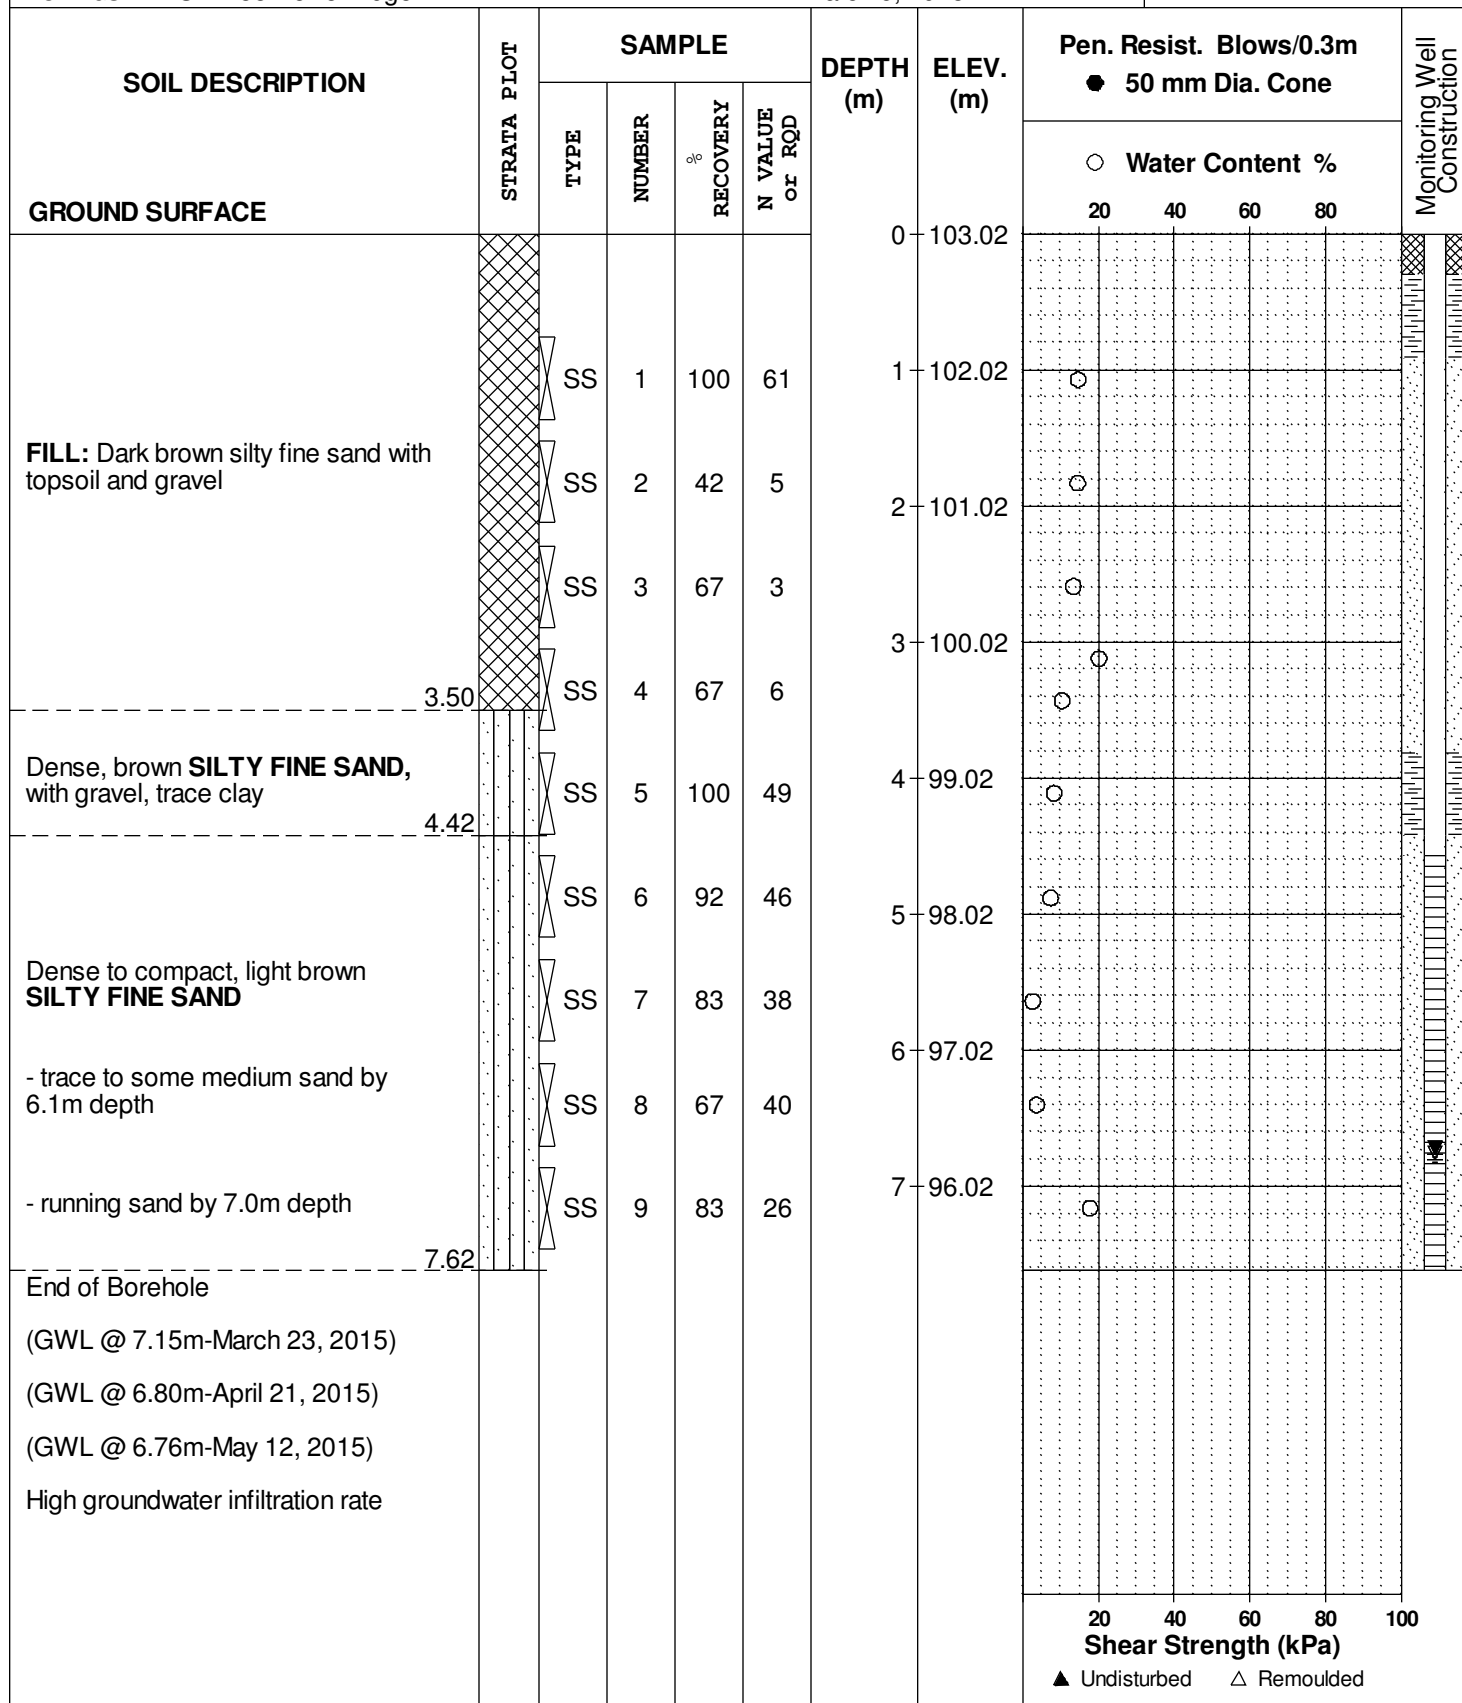 SOIL DESCRIPTION
GROUND SURFACE
STRATA PLOT
SAMPLE
TYPE
NUMBER
% RECOVERY
N VALUE or RQD
DEPTH (m)
ELEV. (m)
Pen. Resist. Blows/0.3m
● 50 mm Dia. Cone
○ Water Content %
20 40 60 80
Monitoring Well
Construction
0 103.02
SS 1 100 61
1 102.02
FILL: Dark brown silty fine sand with
topsoil and gravel
SS 2 42 5
2 101.02
SS 3 67 3
3 100.02
SS 4 67 6
3.50
Dense, brown SILTY FINE SAND,
with gravel, trace clay
4 99.02
SS 5 100 49
4.42
SS 6 92 46
5 98.02
Dense to compact, light brown
SILTY FINE SAND
SS 7 83 38
6 97.02
- trace to some medium sand by
6.1m depth
SS 8 67 40
7 96.02
- running sand by 7.0m depth
SS 9 83 26
7.62
End of Borehole
(GWL @ 7.15m-March 23, 2015)
(GWL @ 6.80m-April 21, 2015)
(GWL @ 6.76m-May 12, 2015)
High groundwater infiltration rate
20 40 60 80 100
Shear Strength (kPa)
▲ Undisturbed △ Remoulded